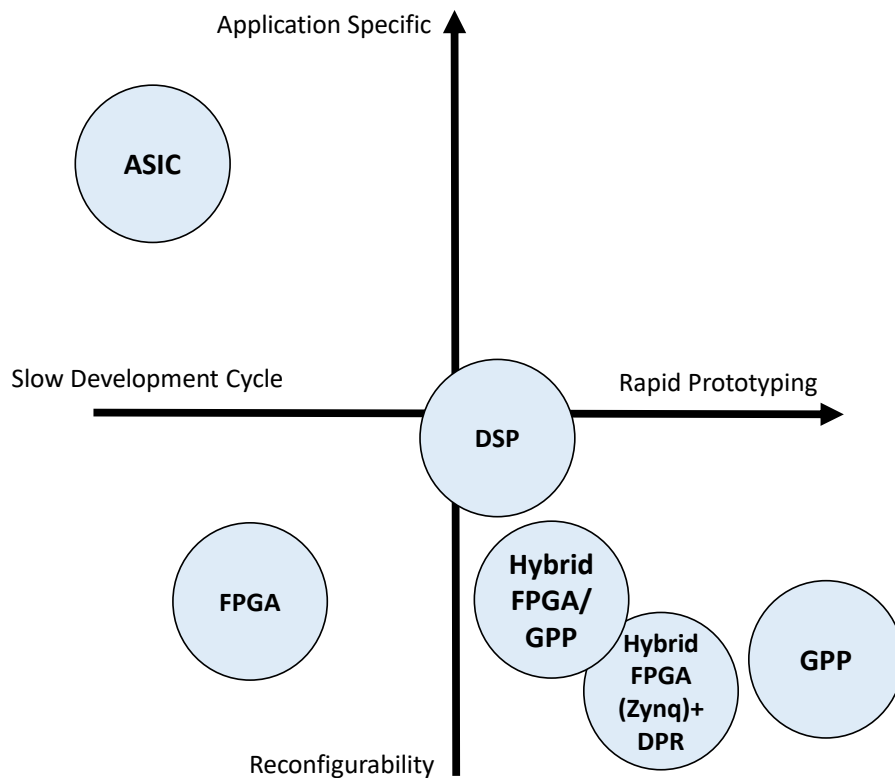 Application Specific
ASIC
Slow Development Cycle
Rapid Prototyping
DSP
Hybrid
FPGA/
GPP
FPGA
Hybrid
FPGA
(Zynq)+
DPR
GPP
Reconfigurability